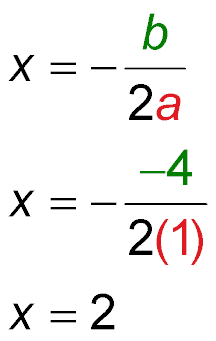 x = -b/2a
x = -−4/2(1)
x = 2